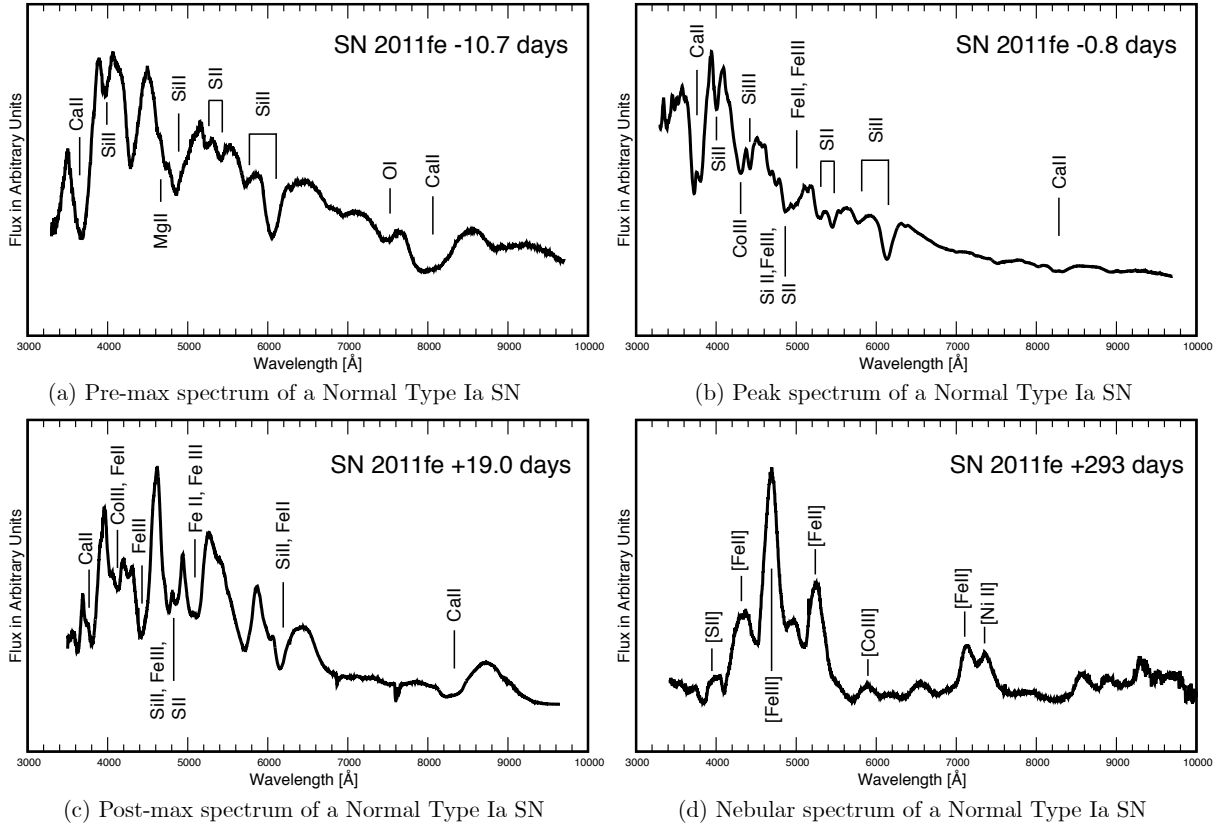 SN 2011fe -10.7 days
CaII
SiII
MgII
SiII
SII
SiII
OI
CaII
Flux in Arbitrary Units
3000 4000 5000 6000 7000 8000 9000 10000
Wavelength [Å]
(a) Pre-max spectrum of a Normal Type Ia SN
SN 2011fe -0.8 days
CaII
SiII
CoIII
SiIII
Si II,FeIII,
SII
FeII, FeIII
SII
SiII
CaII
Flux in Arbitrary Units
3000 4000 5000 6000 7000 8000 9000 10000
Wavelength [Å]
(b) Peak spectrum of a Normal Type Ia SN
SN 2011fe +19.0 days
CaII
CoIII, FeII
FeIII
SiII, FeIII,
SII
Fe II, Fe III
SiII, FeII
CaII
Flux in Arbitrary Units
3000 4000 5000 6000 7000 8000 9000 10000
Wavelength [Å]
(c) Post-max spectrum of a Normal Type Ia SN
SN 2011fe +293 days
[SII]
[FeII]
[FeIII]
[FeII]
[CoIII]
[FeII]
[Ni II]
Flux in Arbitrary Units
3000 4000 5000 6000 7000 8000 9000 10000
Wavelength [Å]
(d) Nebular spectrum of a Normal Type Ia SN